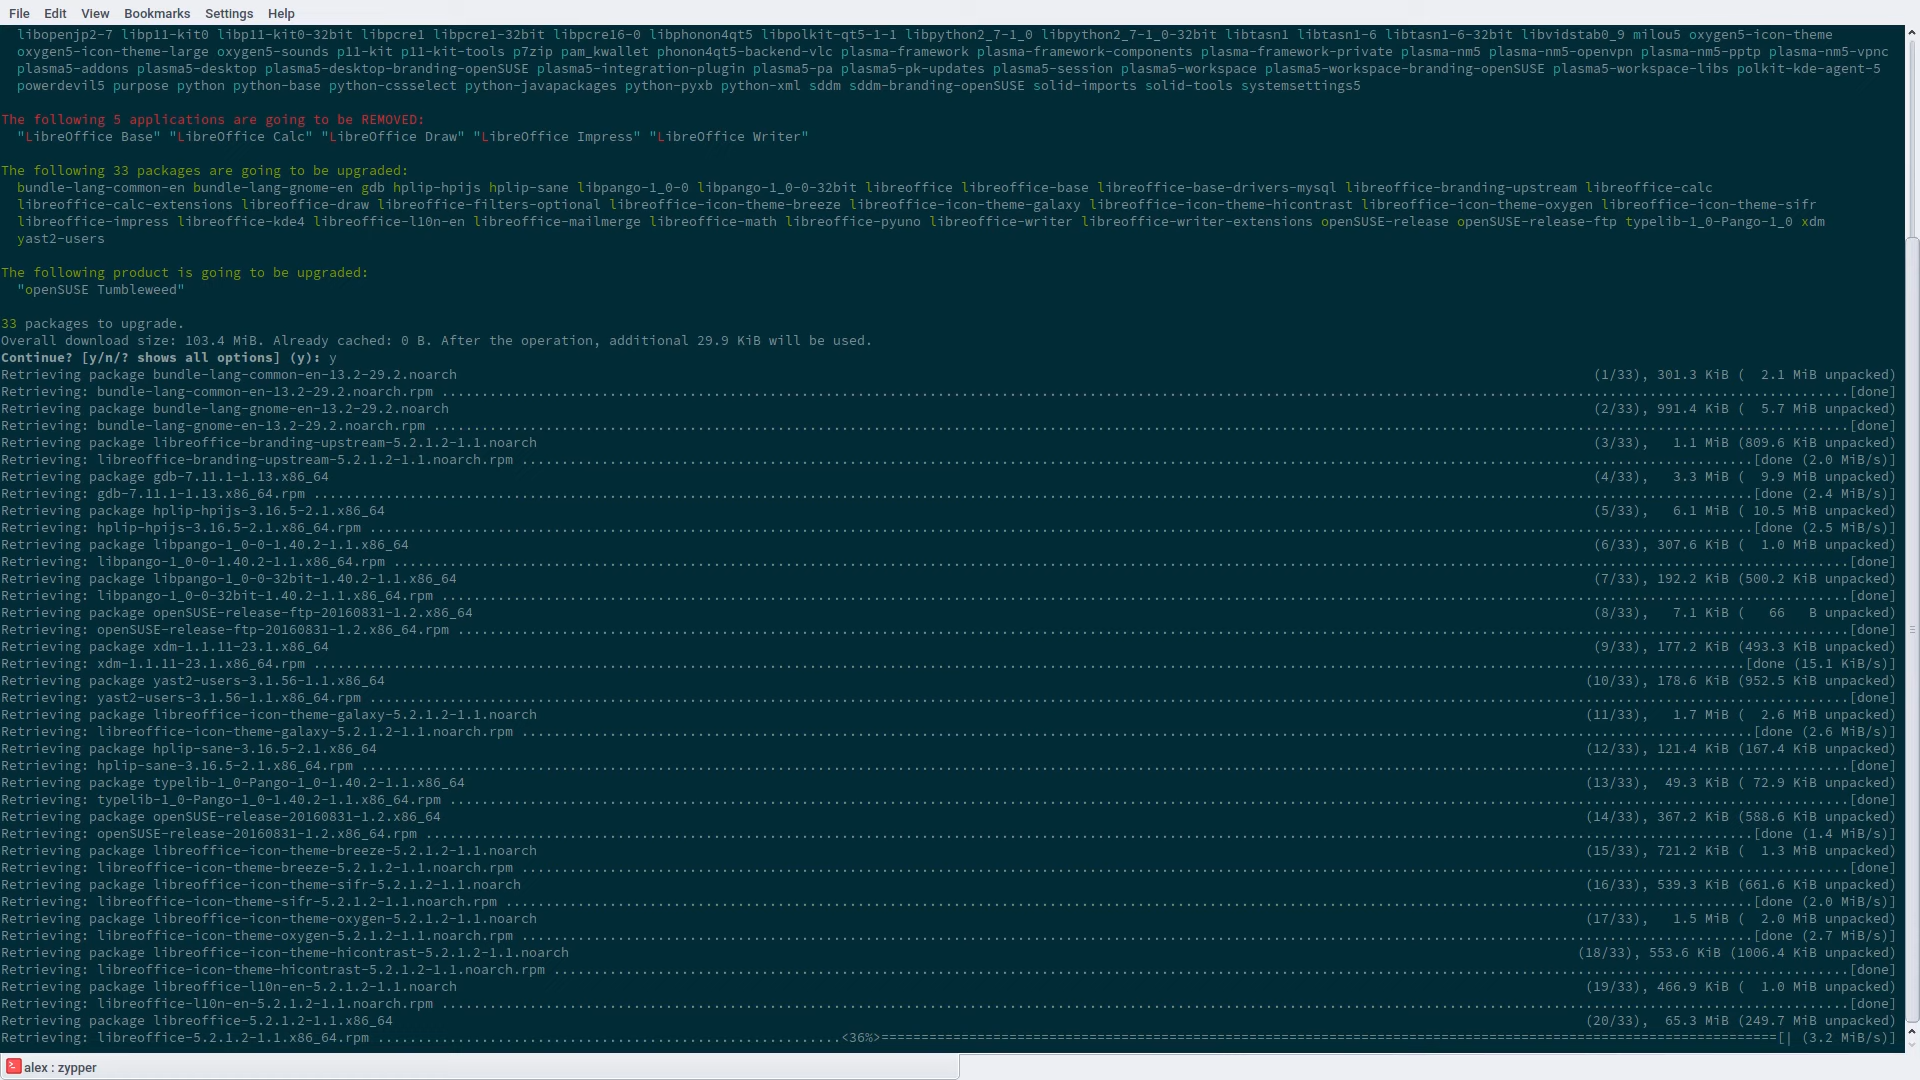 File Edit View Bookmarks Settings Help
libopenjp2-7 libp11-kit0 libp11-kit0-32bit libpcre1 libpcre1-32bit libpcre16-0 libphonon4qt5 libpolkit-qt5-1-1 libpython2_7-1_0 libpython2_7-1_0-32bit libtasn1 libtasn1-6 libtasn1-6-32bit libvidstab0_9 milou5 oxygen5-icon-theme
oxygen5-icon-theme-large oxygen5-sounds p11-kit p11-kit-tools p7zip pam_kwallet phonon4qt5-backend-vlc plasma-framework plasma-framework-components plasma-framework-private plasma-nm5 plasma-nm5-openvpn plasma-nm5-pptp plasma-nm5-vpnc
plasma5-addons plasma5-desktop plasma5-desktop-branding-openSUSE plasma5-integration-plugin plasma5-pa plasma5-pk-updates plasma5-session plasma5-workspace plasma5-workspace-branding-openSUSE plasma5-workspace-libs polkit-kde-agent-5
powerdevil5 purpose python python-base python-cssselect python-javapackages python-pyxb python-xml sddm sddm-branding-openSUSE solid-imports solid-tools systemsettings5
The following 5 applications are going to be REMOVED:
"LibreOffice Base" "LibreOffice Calc" "LibreOffice Draw" "LibreOffice Impress" "LibreOffice Writer"
The following 33 packages are going to be upgraded:
bundle-lang-common-en bundle-lang-gnome-en gdb hplip-hpijs hplip-sane libpango-1_0-0 libpango-1_0-0-32bit libreoffice libreoffice-base libreoffice-base-drivers-mysql libreoffice-branding-upstream libreoffice-calc
libreoffice-calc-extensions libreoffice-draw libreoffice-filters-optional libreoffice-icon-theme-breeze libreoffice-icon-theme-galaxy libreoffice-icon-theme-hicontrast libreoffice-icon-theme-oxygen libreoffice-icon-theme-sifr
libreoffice-impress libreoffice-kde4 libreoffice-l10n-en libreoffice-mailmerge libreoffice-math libreoffice-pyuno libreoffice-writer libreoffice-writer-extensions openSUSE-release openSUSE-release-ftp typelib-1_0-Pango-1_0 xdm
yast2-users
The following product is going to be upgraded:
"openSUSE Tumbleweed"
33 packages to upgrade.
Overall download size: 103.4 MiB. Already cached: 0 B. After the operation, additional 29.9 KiB will be used.
Continue? [y/n/? shows all options] (y): y
Retrieving package bundle-lang-common-en-13.2-29.2.noarch (1/33), 301.3 KiB ( 2.1 MiB unpacked)
Retrieving: bundle-lang-common-en-13.2-29.2.noarch.rpm ....................[done]
Retrieving package bundle-lang-gnome-en-13.2-29.2.noarch (2/33), 991.4 KiB ( 5.7 MiB unpacked)
Retrieving: bundle-lang-gnome-en-13.2-29.2.noarch.rpm ....................[done]
Retrieving package libreoffice-branding-upstream-5.2.1.2-1.1.noarch (3/33), 1.1 MiB (809.6 KiB unpacked)
Retrieving: libreoffice-branding-upstream-5.2.1.2-1.1.noarch.rpm ....................[done (2.0 MiB/s)]
Retrieving package gdb-7.11.1-1.13.x86_64 (4/33), 3.3 MiB ( 9.9 MiB unpacked)
Retrieving: gdb-7.11.1-1.13.x86_64.rpm ....................[done (2.4 MiB/s)]
Retrieving package hplip-hpijs-3.16.5-2.1.x86_64 (5/33), 6.1 MiB ( 10.5 MiB unpacked)
Retrieving: hplip-hpijs-3.16.5-2.1.x86_64.rpm ....................[done (2.5 MiB/s)]
Retrieving package libpango-1_0-0-1.40.2-1.1.x86_64 (6/33), 307.6 KiB ( 1.0 MiB unpacked)
Retrieving: libpango-1_0-0-1.40.2-1.1.x86_64.rpm ....................[done]
Retrieving package libpango-1_0-0-32bit-1.40.2-1.1.x86_64 (7/33), 192.2 KiB (500.2 KiB unpacked)
Retrieving: libpango-1_0-0-32bit-1.40.2-1.1.x86_64.rpm ....................[done]
Retrieving package openSUSE-release-ftp-20160831-1.2.x86_64 (8/33), 7.1 KiB ( 66 B unpacked)
Retrieving: openSUSE-release-ftp-20160831-1.2.x86_64.rpm ....................[done]
Retrieving package xdm-1.1.11-23.1.x86_64 (9/33), 177.2 KiB (493.3 KiB unpacked)
Retrieving: xdm-1.1.11-23.1.x86_64.rpm ....................[done (15.1 KiB/s)]
Retrieving package yast2-users-3.1.56-1.1.x86_64 (10/33), 178.6 KiB (952.5 KiB unpacked)
Retrieving: yast2-users-3.1.56-1.1.x86_64.rpm ....................[done]
Retrieving package libreoffice-icon-theme-galaxy-5.2.1.2-1.1.noarch (11/33), 1.7 MiB ( 2.6 MiB unpacked)
Retrieving: libreoffice-icon-theme-galaxy-5.2.1.2-1.1.noarch.rpm ....................[done (2.6 MiB/s)]
Retrieving package hplip-sane-3.16.5-2.1.x86_64 (12/33), 121.4 KiB (167.4 KiB unpacked)
Retrieving: hplip-sane-3.16.5-2.1.x86_64.rpm ....................[done]
Retrieving package typelib-1_0-Pango-1_0-1.40.2-1.1.x86_64 (13/33), 49.3 KiB ( 72.9 KiB unpacked)
Retrieving: typelib-1_0-Pango-1_0-1.40.2-1.1.x86_64.rpm ....................[done]
Retrieving package openSUSE-release-20160831-1.2.x86_64 (14/33), 367.2 KiB (588.6 KiB unpacked)
Retrieving: openSUSE-release-20160831-1.2.x86_64.rpm ....................[done (1.4 MiB/s)]
Retrieving package libreoffice-icon-theme-breeze-5.2.1.2-1.1.noarch (15/33), 721.2 KiB ( 1.3 MiB unpacked)
Retrieving: libreoffice-icon-theme-breeze-5.2.1.2-1.1.noarch.rpm ....................[done]
Retrieving package libreoffice-icon-theme-sifr-5.2.1.2-1.1.noarch (16/33), 539.3 KiB (661.6 KiB unpacked)
Retrieving: libreoffice-icon-theme-sifr-5.2.1.2-1.1.noarch.rpm ....................[done (2.0 MiB/s)]
Retrieving package libreoffice-icon-theme-oxygen-5.2.1.2-1.1.noarch (17/33), 1.5 MiB ( 2.0 MiB unpacked)
Retrieving: libreoffice-icon-theme-oxygen-5.2.1.2-1.1.noarch.rpm ....................[done (2.7 MiB/s)]
Retrieving package libreoffice-icon-theme-hicontrast-5.2.1.2-1.1.noarch (18/33), 553.6 KiB (1006.4 KiB unpacked)
Retrieving: libreoffice-icon-theme-hicontrast-5.2.1.2-1.1.noarch.rpm ....................[done]
Retrieving package libreoffice-l10n-en-5.2.1.2-1.1.noarch (19/33), 466.9 KiB ( 1.0 MiB unpacked)
Retrieving: libreoffice-l10n-en-5.2.1.2-1.1.noarch.rpm ....................[done]
Retrieving package libreoffice-5.2.1.2-1.1.x86_64 (20/33), 65.3 MiB (249.7 MiB unpacked)
Retrieving: libreoffice-5.2.1.2-1.1.x86_64.rpm ....................<36%>====================[| (3.2 MiB/s)]
alex : zypper